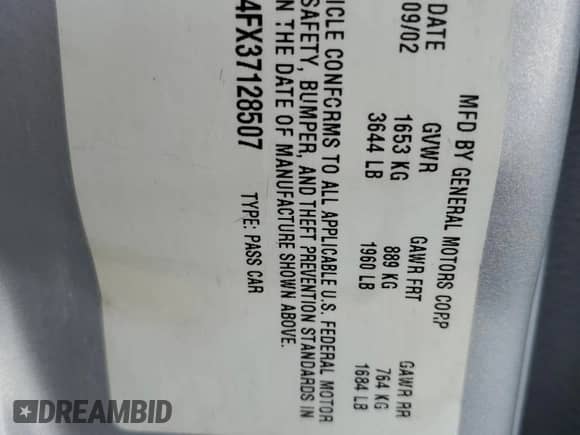 MFD BY GENERAL MOTORS CORP
DATE GVWR GAWR FRT GAWR RR
09/02 1653 KG 889 KG 764 KG
3644 LB 1960 LB 1684 LB
ICLE CONFORMS TO ALL APPLICABLE U.S. FEDERAL MOTOR
SAFETY, BUMPER, AND THEFT PREVENTION STANDARDS IN
N THE DATE OF MANUFACTURE SHOWN ABOVE.
4FX37128507 TYPE: PASS CAR
DREAMBID